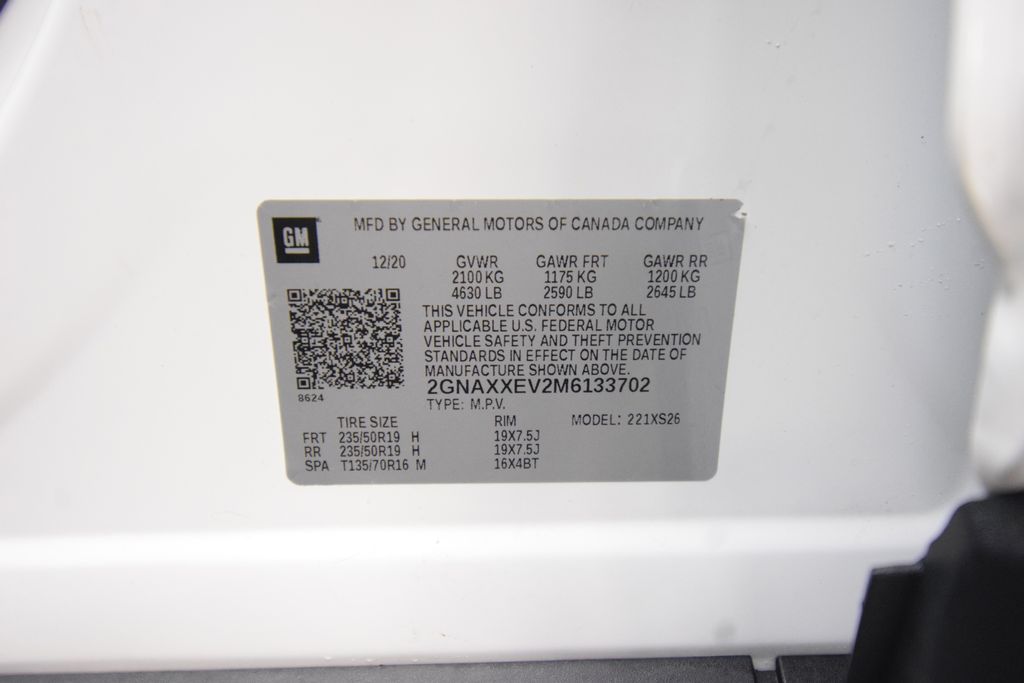 GM
MFD BY GENERAL MOTORS OF CANADA COMPANY
12/20 GVWR GAWR FRT GAWR RR
2100 KG 1175 KG 1200 KG
4630 LB 2590 LB 2645 LB
THIS VEHICLE CONFORMS TO ALL
APPLICABLE U.S. FEDERAL MOTOR
VEHICLE SAFETY AND THEFT PREVENTION
STANDARDS IN EFFECT ON THE DATE OF
MANUFACTURE SHOWN ABOVE.
2GNAXXEV2M6133702
8624
TYPE: M.P.V.
TIRE SIZE RIM MODEL: 221XS26
FRT 235/50R19 H 19X7.5J
RR 235/50R19 H 19X7.5J
SPA T135/70R16 M 16X4BT